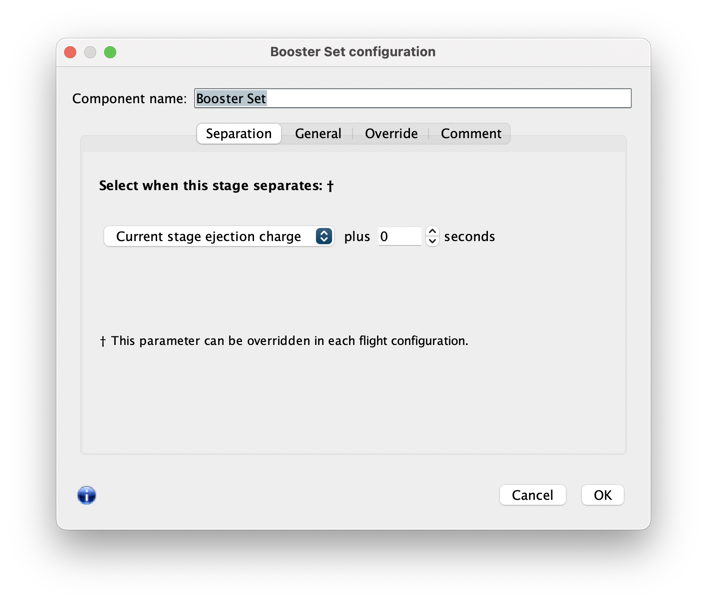 Booster Set configuration
Component name: Booster Set
Separation General Override Comment
Select when this stage separates: †
Current stage ejection charge plus 0 seconds
† This parameter can be overridden in each flight configuration.
i Cancel OK